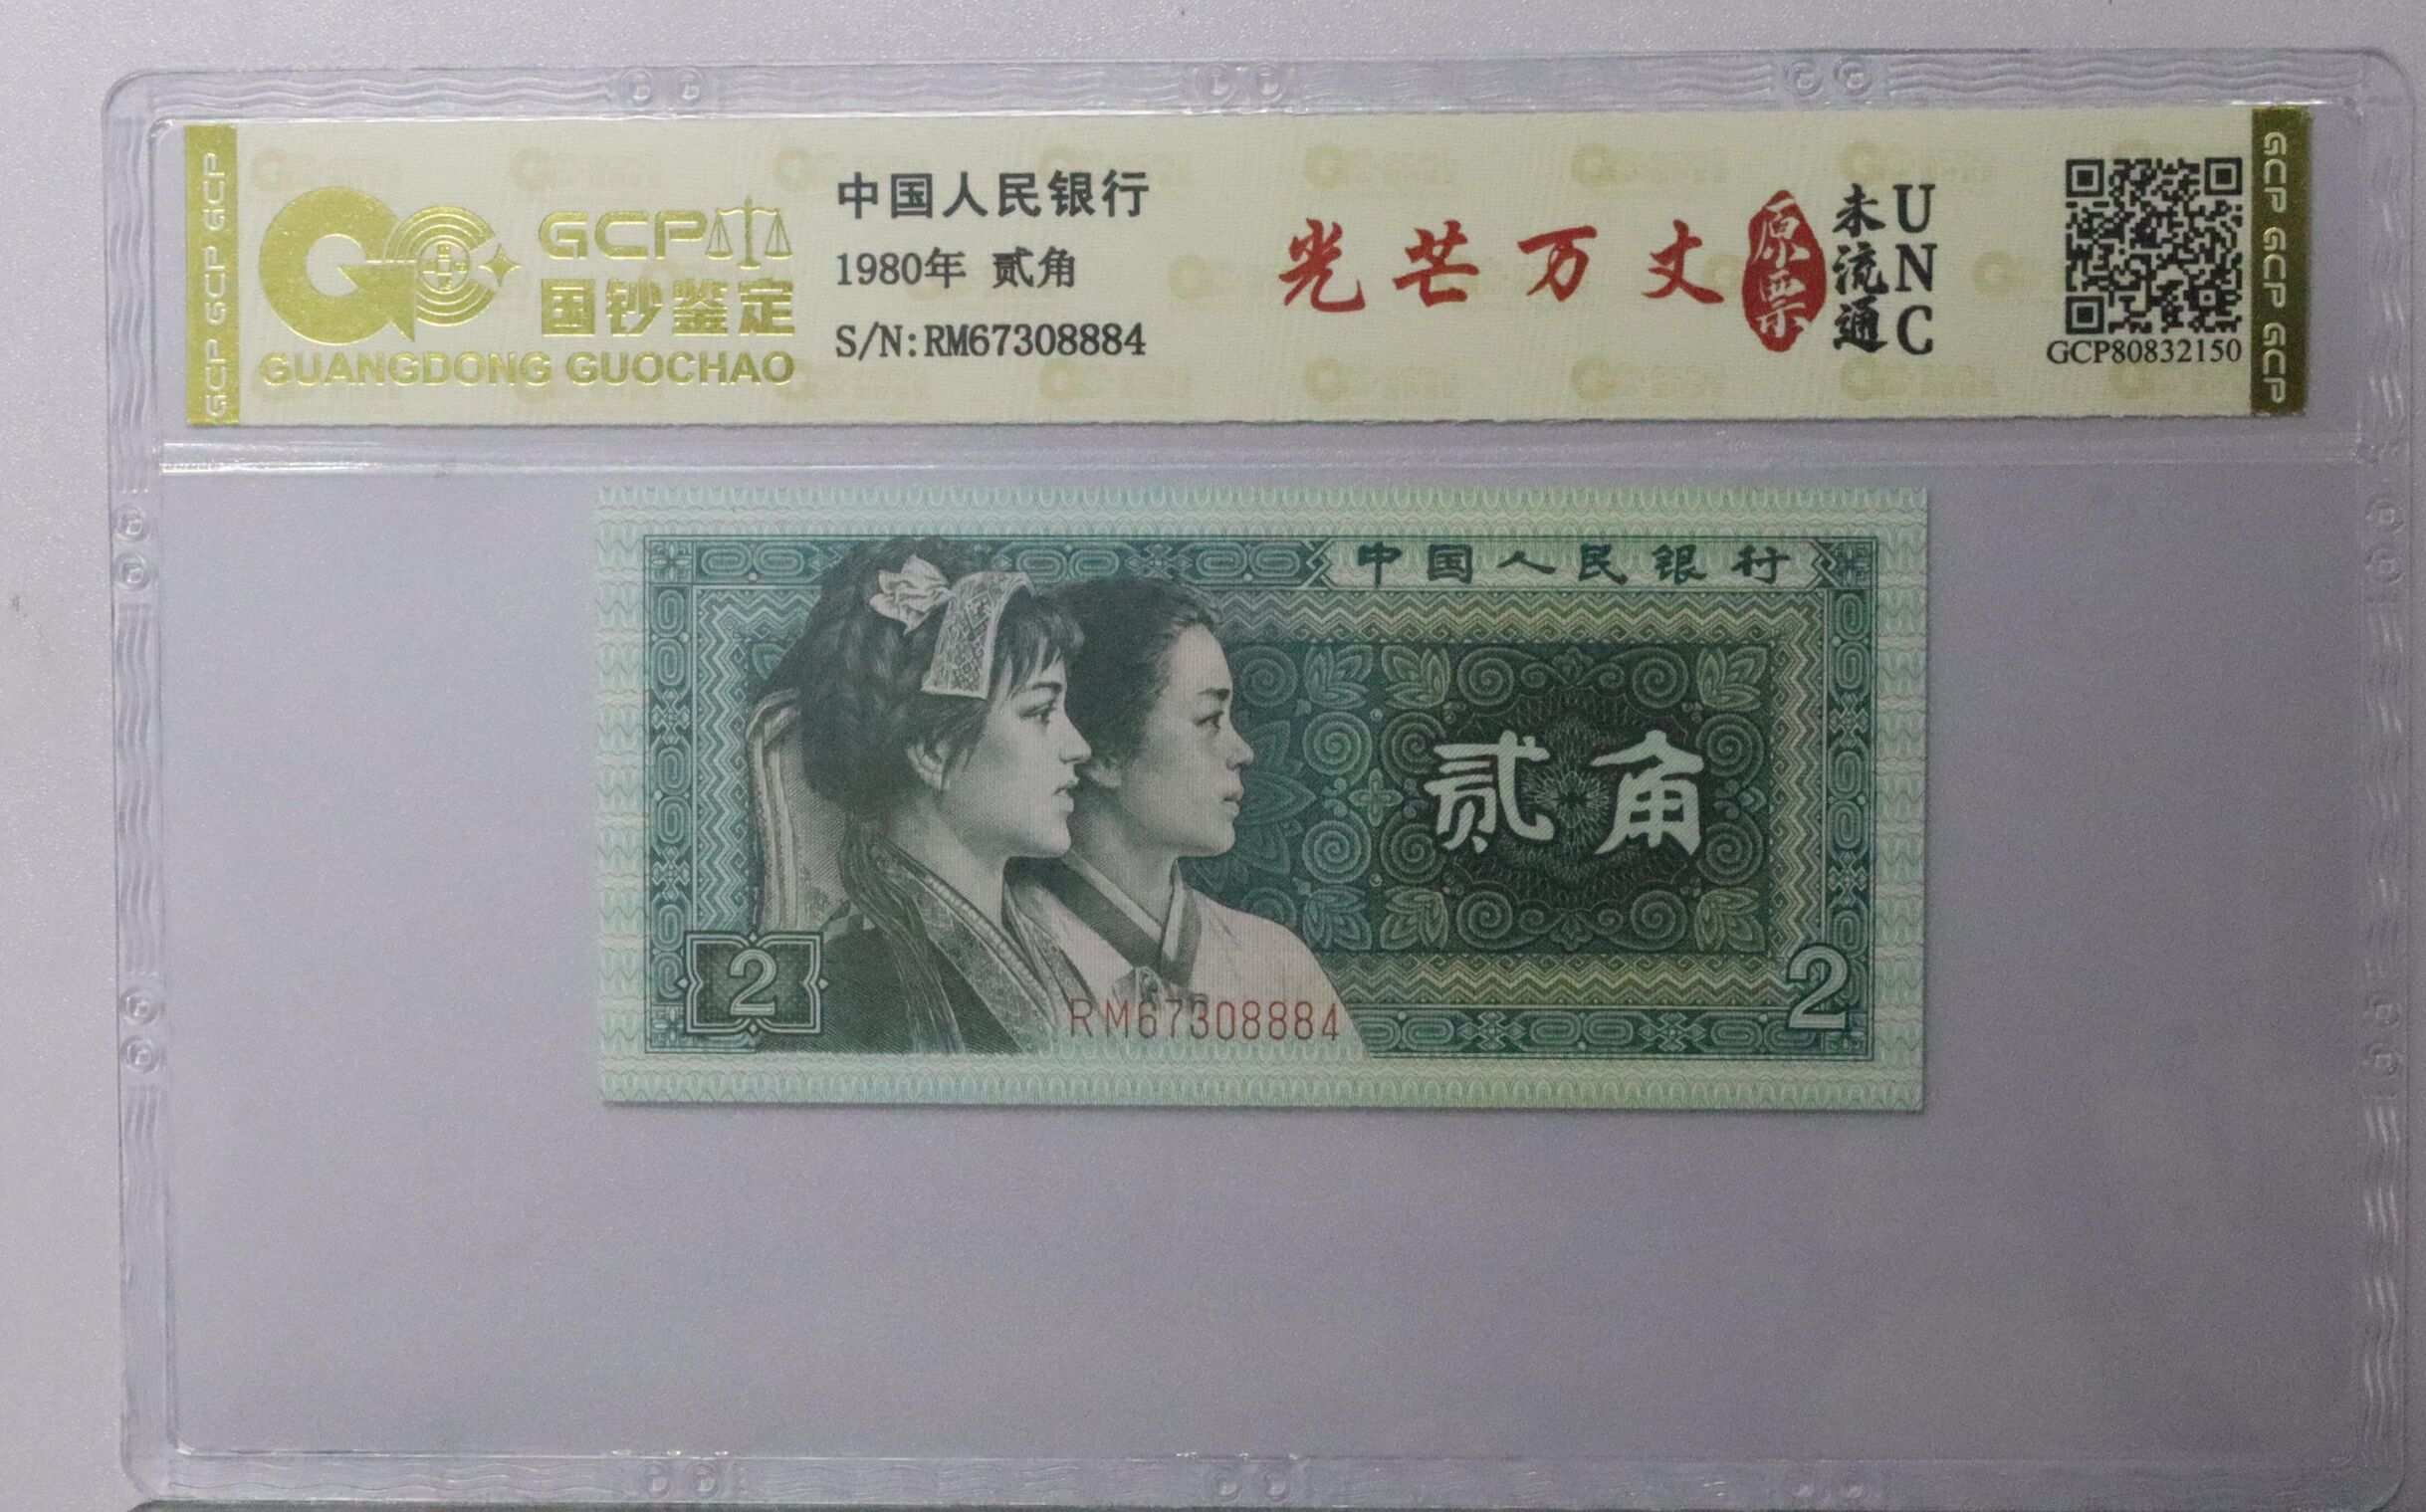 GCP GCP GCP
GCP
国钞鉴定
GUANGDONG GUOCHAO
中国人民银行
1980年 贰角
S/N:RM67308884
光芒万丈
原票
未流通
UNC
GCP80832150
GCP GCP GCP
中国人民银行
贰角
2
2
RM67308884